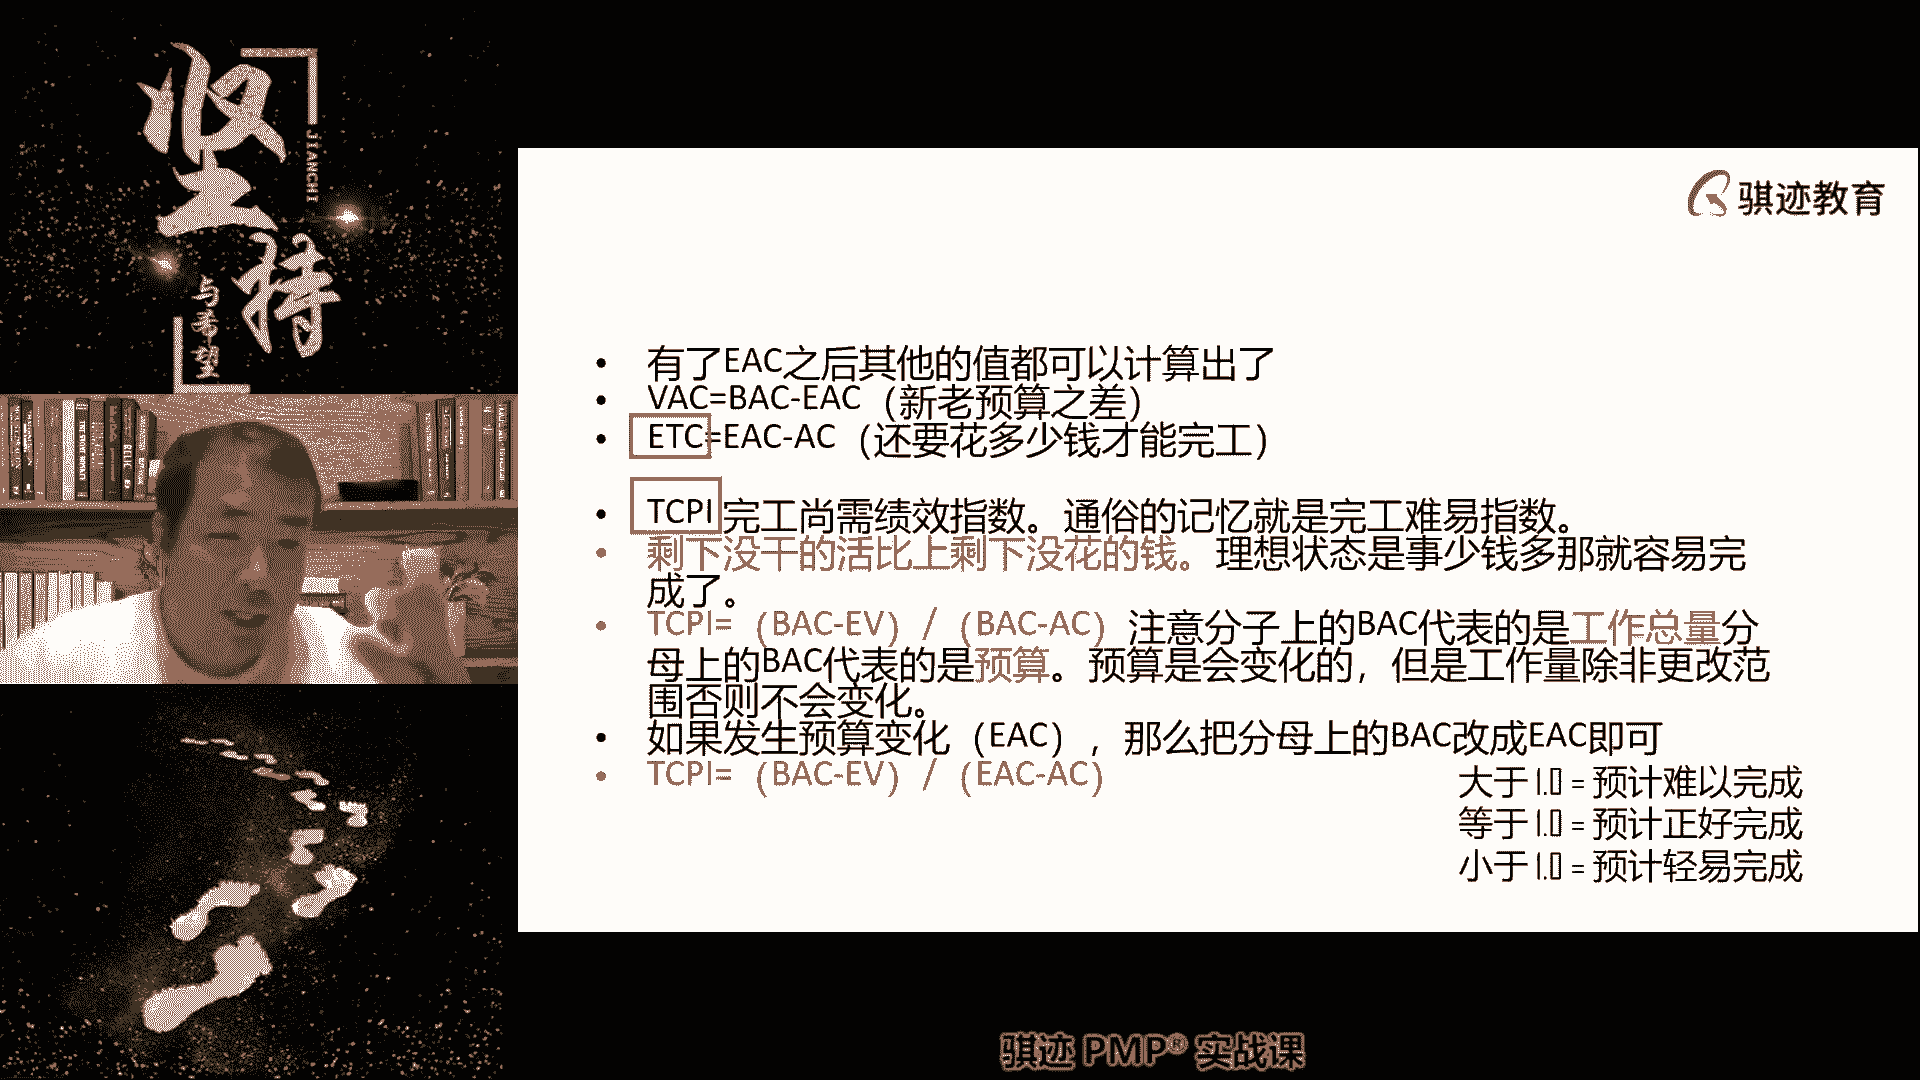 坚持
JIANCHI
与希望
骐迹教育
• 有了EAC之后其他的值都可以计算出了
• VAC=BAC-EAC（新老预算之差）
• ETC=EAC-AC（还要花多少钱才能完工）
• TCPI 完工尚需绩效指数。通俗的记忆就是完工难易指数。
• 剩下没干的活比上剩下没花的钱。理想状态是事少钱多那就容易完
成了。
• TCPI=（BAC-EV）/（BAC-AC）注意分子上的BAC代表的是工作总量分
母上的BAC代表的是预算。预算是会变化的，但是工作量除非更改范
围否则不会变化。
• 如果发生预算变化（EAC），那么把分母上的BAC改成EAC即可
• TCPI=（BAC-EV）/（EAC-AC）
大于 1.0 = 预计难以完成
等于 1.0 = 预计正好完成
小于 1.0 = 预计轻易完成
骐迹 PMP® 实战课